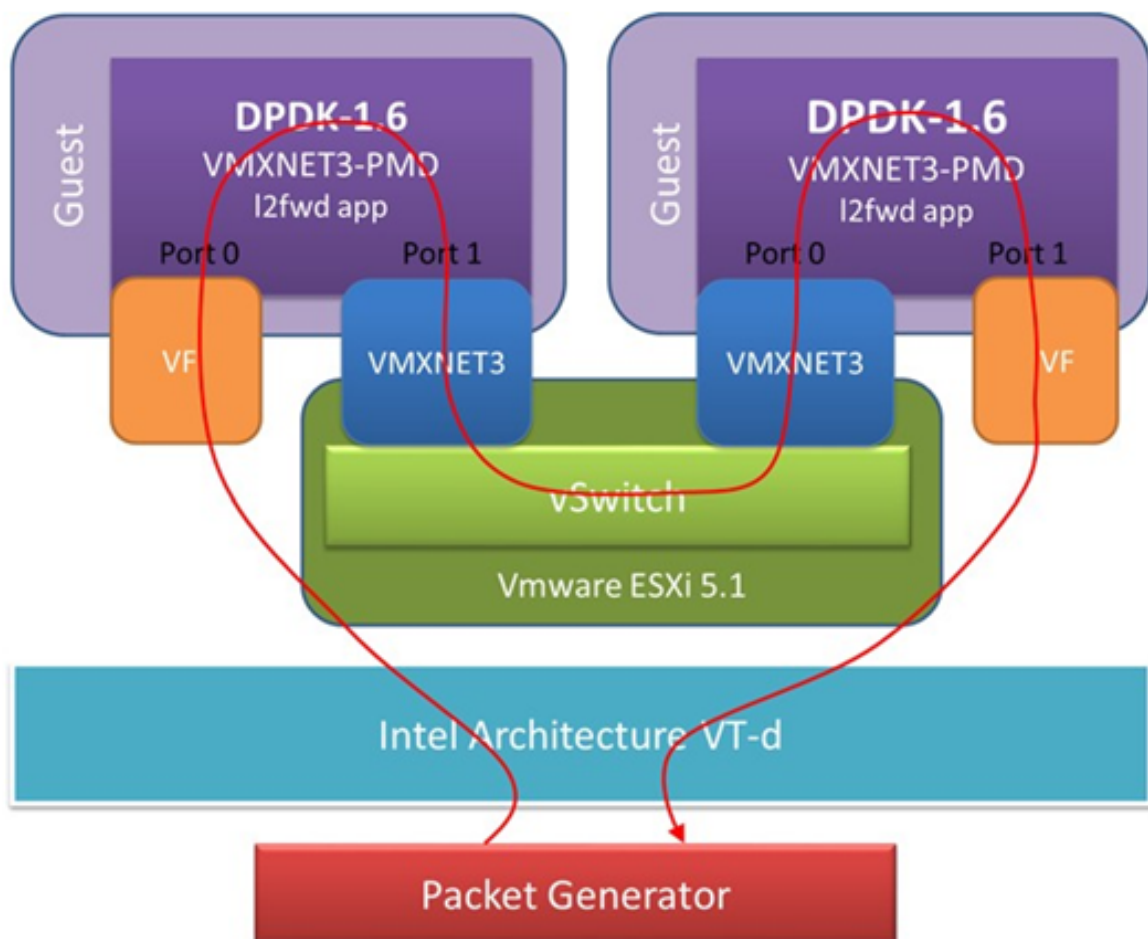 Guest
DPDK-1.6
VMXNET3-PMD
l2fwd app
Port 0
Port 1
VF
VMXNET3
Guest
DPDK-1.6
VMXNET3-PMD
l2fwd app
Port 0
Port 1
VMXNET3
VF
vSwitch
Vmware ESXi 5.1
Intel Architecture VT-d
Packet Generator